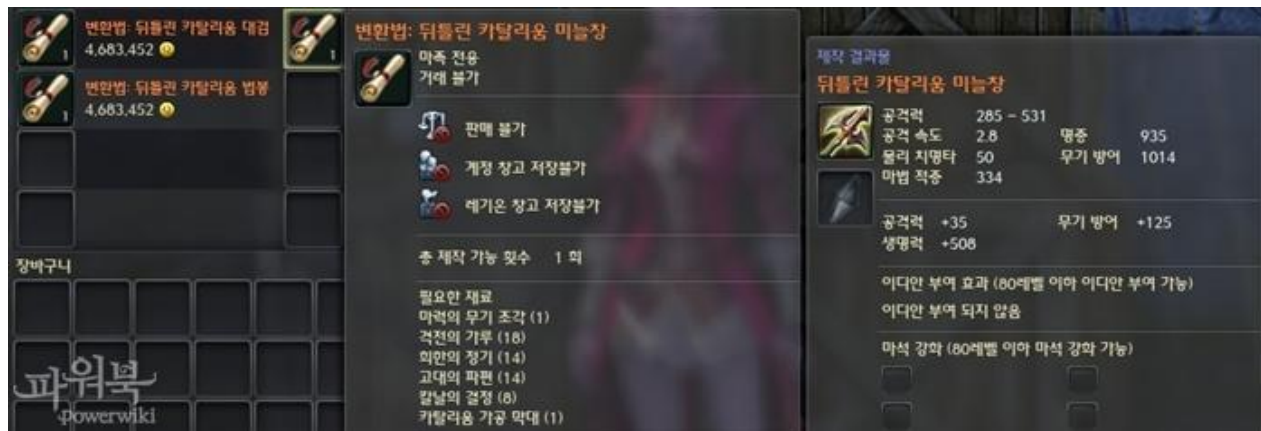 변환법: 뒤틀린 카탈리움 대검
4,683,452
1
변환법: 뒤틀린 카탈리움 법봉
4,683,452
1
1
장바구니
파워북
powerwiki
변환법: 뒤틀린 카탈리움 미늘창
마족 전용
거래 불가
판매 불가
계정 창고 저장불가
레기온 창고 저장불가
총 제작 가능 횟수 1 회
필요한 재료
마력의 무기 조각 (1)
격전의 가루 (18)
회한의 정기 (14)
고대의 파편 (14)
칼날의 결정 (8)
카탈리움 가공 막대 (1)
제작 결과물
뒤틀린 카탈리움 미늘창
공격력 285 - 531
공격 속도 2.8 명중 935
물리 치명타 50 무기 방어 1014
마법 적중 334
공격력 +35 무기 방어 +125
생명력 +508
이디안 부여 효과 (80레벨 이하 이디안 부여 가능)
이디안 부여 되지 않음
마석 강화 (80레벨 이하 마석 강화 가능)